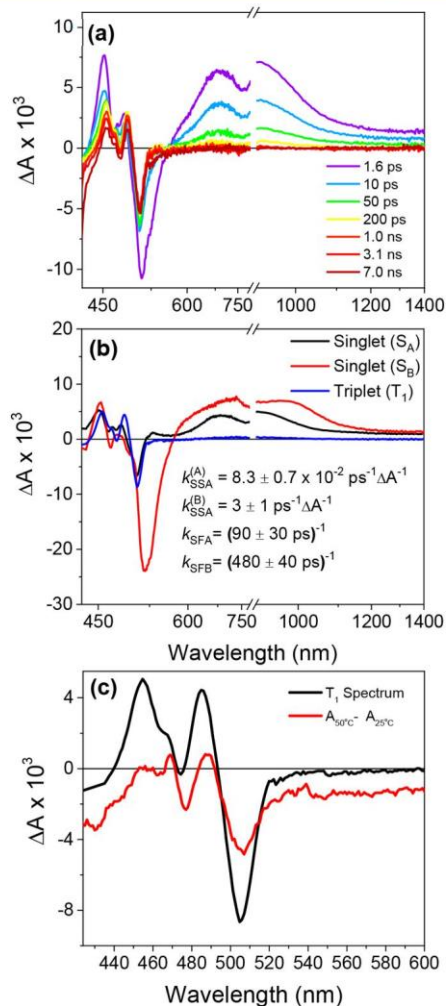 (a)
10
5
0
-5
-10
ΔA x 10³
1.6 ps
10 ps
50 ps
200 ps
1.0 ns
3.1 ns
7.0 ns
450 600 750 1000 1200 1400
(b)
20
10
0
-10
-20
-30
ΔA x 10³
Singlet (S_A)
Singlet (S_B)
Triplet (T₁)
k_SSA^(A) = 8.3 ± 0.7 x 10⁻² ps⁻¹ΔA⁻¹
k_SSA^(B) = 3 ± 1 ps⁻¹ΔA⁻¹
k_SFA = (90 ± 30 ps)⁻¹
k_SFB = (480 ± 40 ps)⁻¹
450 600 750 1000 1200 1400
Wavelength (nm)
(c)
4
0
-4
-8
ΔA x 10³
T₁ Spectrum
A_50°C - A_25°C
440 460 480 500 520 540 560 580 600
Wavelength (nm)